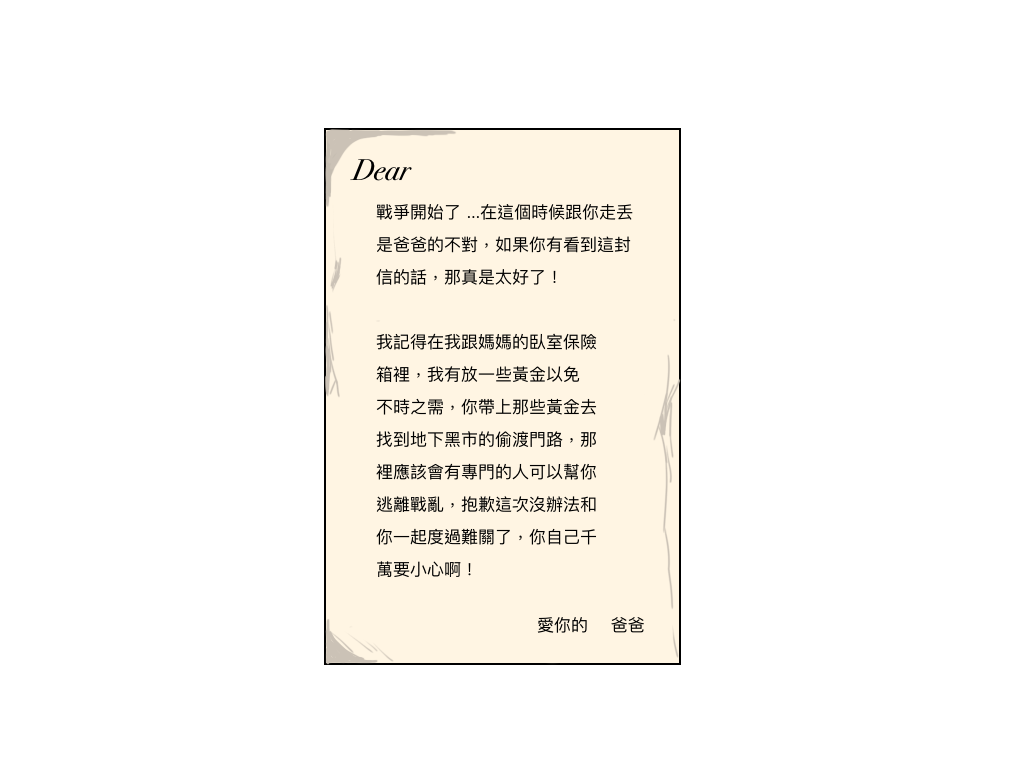 Dear
戰爭開始了 ...在這個時候跟你走丟
是爸爸的不對，如果你有看到這封
信的話，那真是太好了！
我記得在我跟媽媽的臥室保險
箱裡，我有放一些黃金以免
不時之需，你帶上那些黃金去
找到地下黑市的偷渡門路，那
裡應該會有專門的人可以幫你
逃離戰亂，抱歉這次沒辦法和
你一起度過難關了，你自己千
萬要小心啊！
愛你的 爸爸